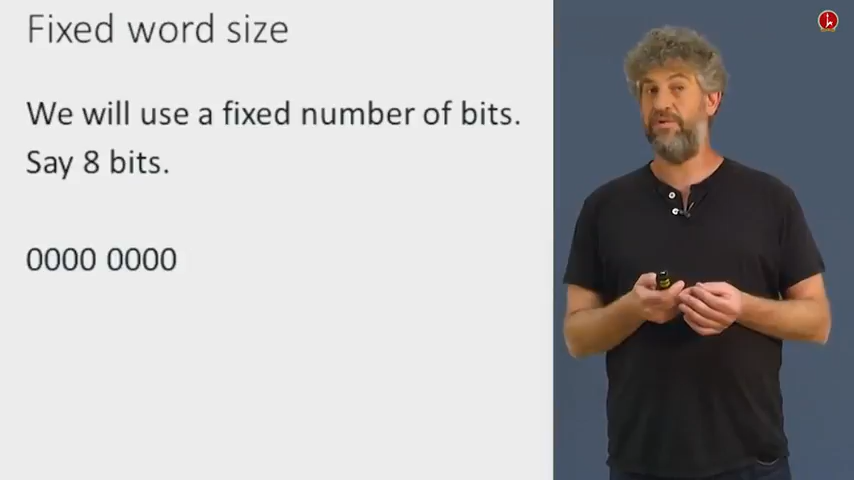 Fixed word size
We will use a fixed number of bits.
Say 8 bits.
0000 0000